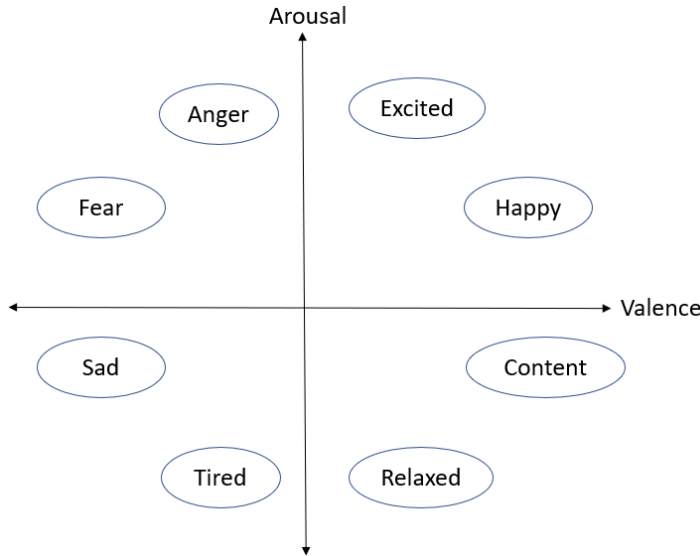 Arousal
Anger
Excited
Fear
Happy
Valence
Sad
Content
Tired
Relaxed